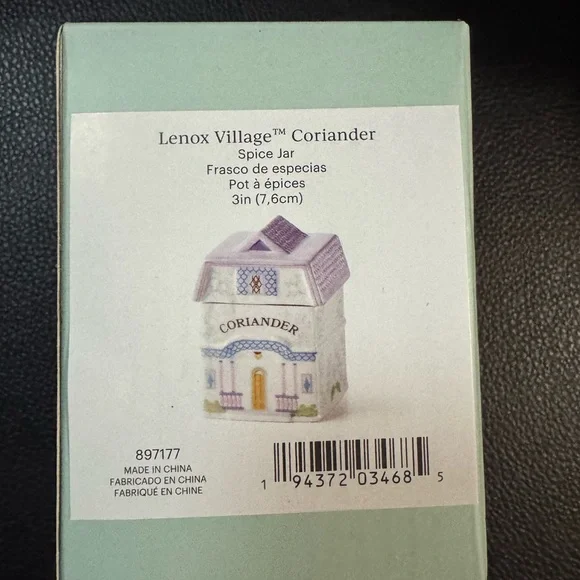 Lenox Village™ Coriander
Spice Jar
Frasco de especias
Pot à épices
3in (7,6cm)
CORIANDER
897177
MADE IN CHINA
FABRICADO EN CHINA
FABRIQUÉ EN CHINE
1 94372 03468 5